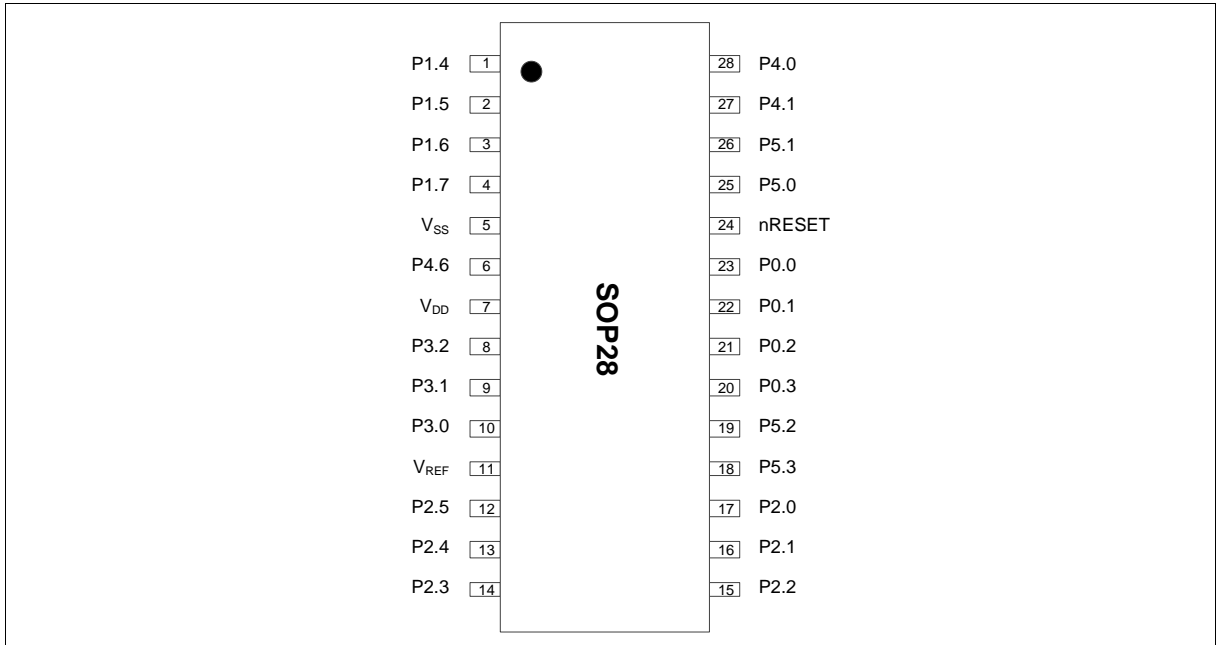 P1.4 1 28 P4.0
P1.5 2 27 P4.1
P1.6 3 26 P5.1
P1.7 4 25 P5.0
VSS 5 24 nRESET
P4.6 6 23 P0.0
VDD 7 22 P0.1
P3.2 8 21 P0.2
P3.1 9 20 P0.3
P3.0 10 19 P5.2
VREF 11 18 P5.3
P2.5 12 17 P2.0
P2.4 13 16 P2.1
P2.3 14 15 P2.2
SOP28